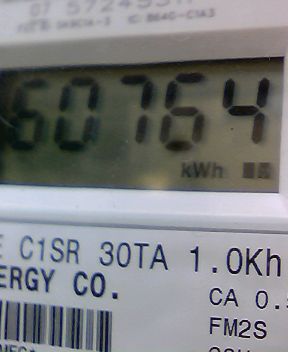 60764
kWh
C1SR 30TA 1.0Kh
ERGY CO.
CA 0.
FM2S